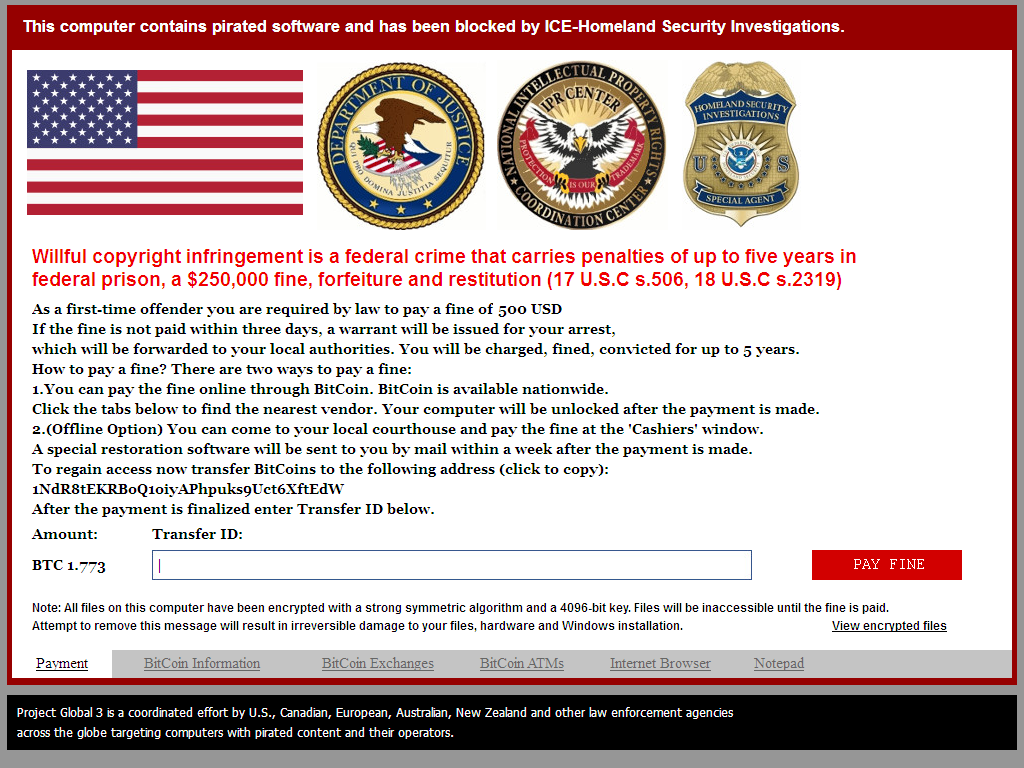 This computer contains pirated software and has been blocked by ICE-Homeland Security Investigations.
DEPARTMENT OF JUSTICE
QUI PRO DOMINA JUSTITIA SEQUITUR
NATIONAL INTELLECTUAL PROPERTY RIGHTS
IPR CENTER
PROTECTION IS OUR TRADEMARK
COORDINATION CENTER
HOMELAND SECURITY
INVESTIGATIONS
U S
SPECIAL AGENT
Willful copyright infringement is a federal crime that carries penalties of up to five years in
federal prison, a $250,000 fine, forfeiture and restitution (17 U.S.C s.506, 18 U.S.C s.2319)
As a first-time offender you are required by law to pay a fine of 500 USD
If the fine is not paid within three days, a warrant will be issued for your arrest,
which will be forwarded to your local authorities. You will be charged, fined, convicted for up to 5 years.
How to pay a fine? There are two ways to pay a fine:
1.You can pay the fine online through BitCoin. BitCoin is available nationwide.
Click the tabs below to find the nearest vendor. Your computer will be unlocked after the payment is made.
2.(Offline Option) You can come to your local courthouse and pay the fine at the 'Cashiers' window.
A special restoration software will be sent to you by mail within a week after the payment is made.
To regain access now transfer BitCoins to the following address (click to copy):
1NdR8tEKRBoQ1oiyAPhpuks9Uct6XftEdW
After the payment is finalized enter Transfer ID below.
Amount: Transfer ID:
BTC 1.773 PAY FINE
Note: All files on this computer have been encrypted with a strong symmetric algorithm and a 4096-bit key. Files will be inaccessible until the fine is paid.
Attempt to remove this message will result in irreversible damage to your files, hardware and Windows installation. View encrypted files
Payment BitCoin Information BitCoin Exchanges BitCoin ATMs Internet Browser Notepad
Project Global 3 is a coordinated effort by U.S., Canadian, European, Australian, New Zealand and other law enforcement agencies
across the globe targeting computers with pirated content and their operators.